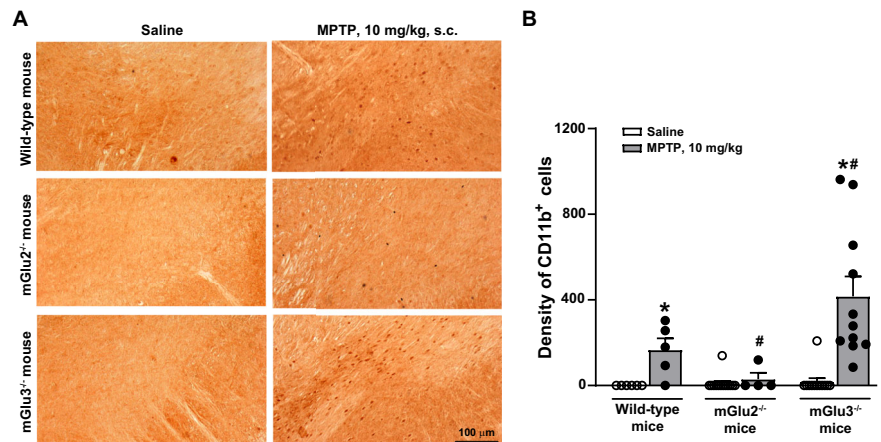 A
Saline
MPTP, 10 mg/kg, s.c.
Wild-type mouse
mGlu2-/- mouse
mGlu3-/- mouse
100 μm
B
Saline
MPTP, 10 mg/kg
Density of CD11b+ cells
1200
800
400
0
*
#
*#
Wild-type
mice
mGlu2-/-
mice
mGlu3-/-
mice